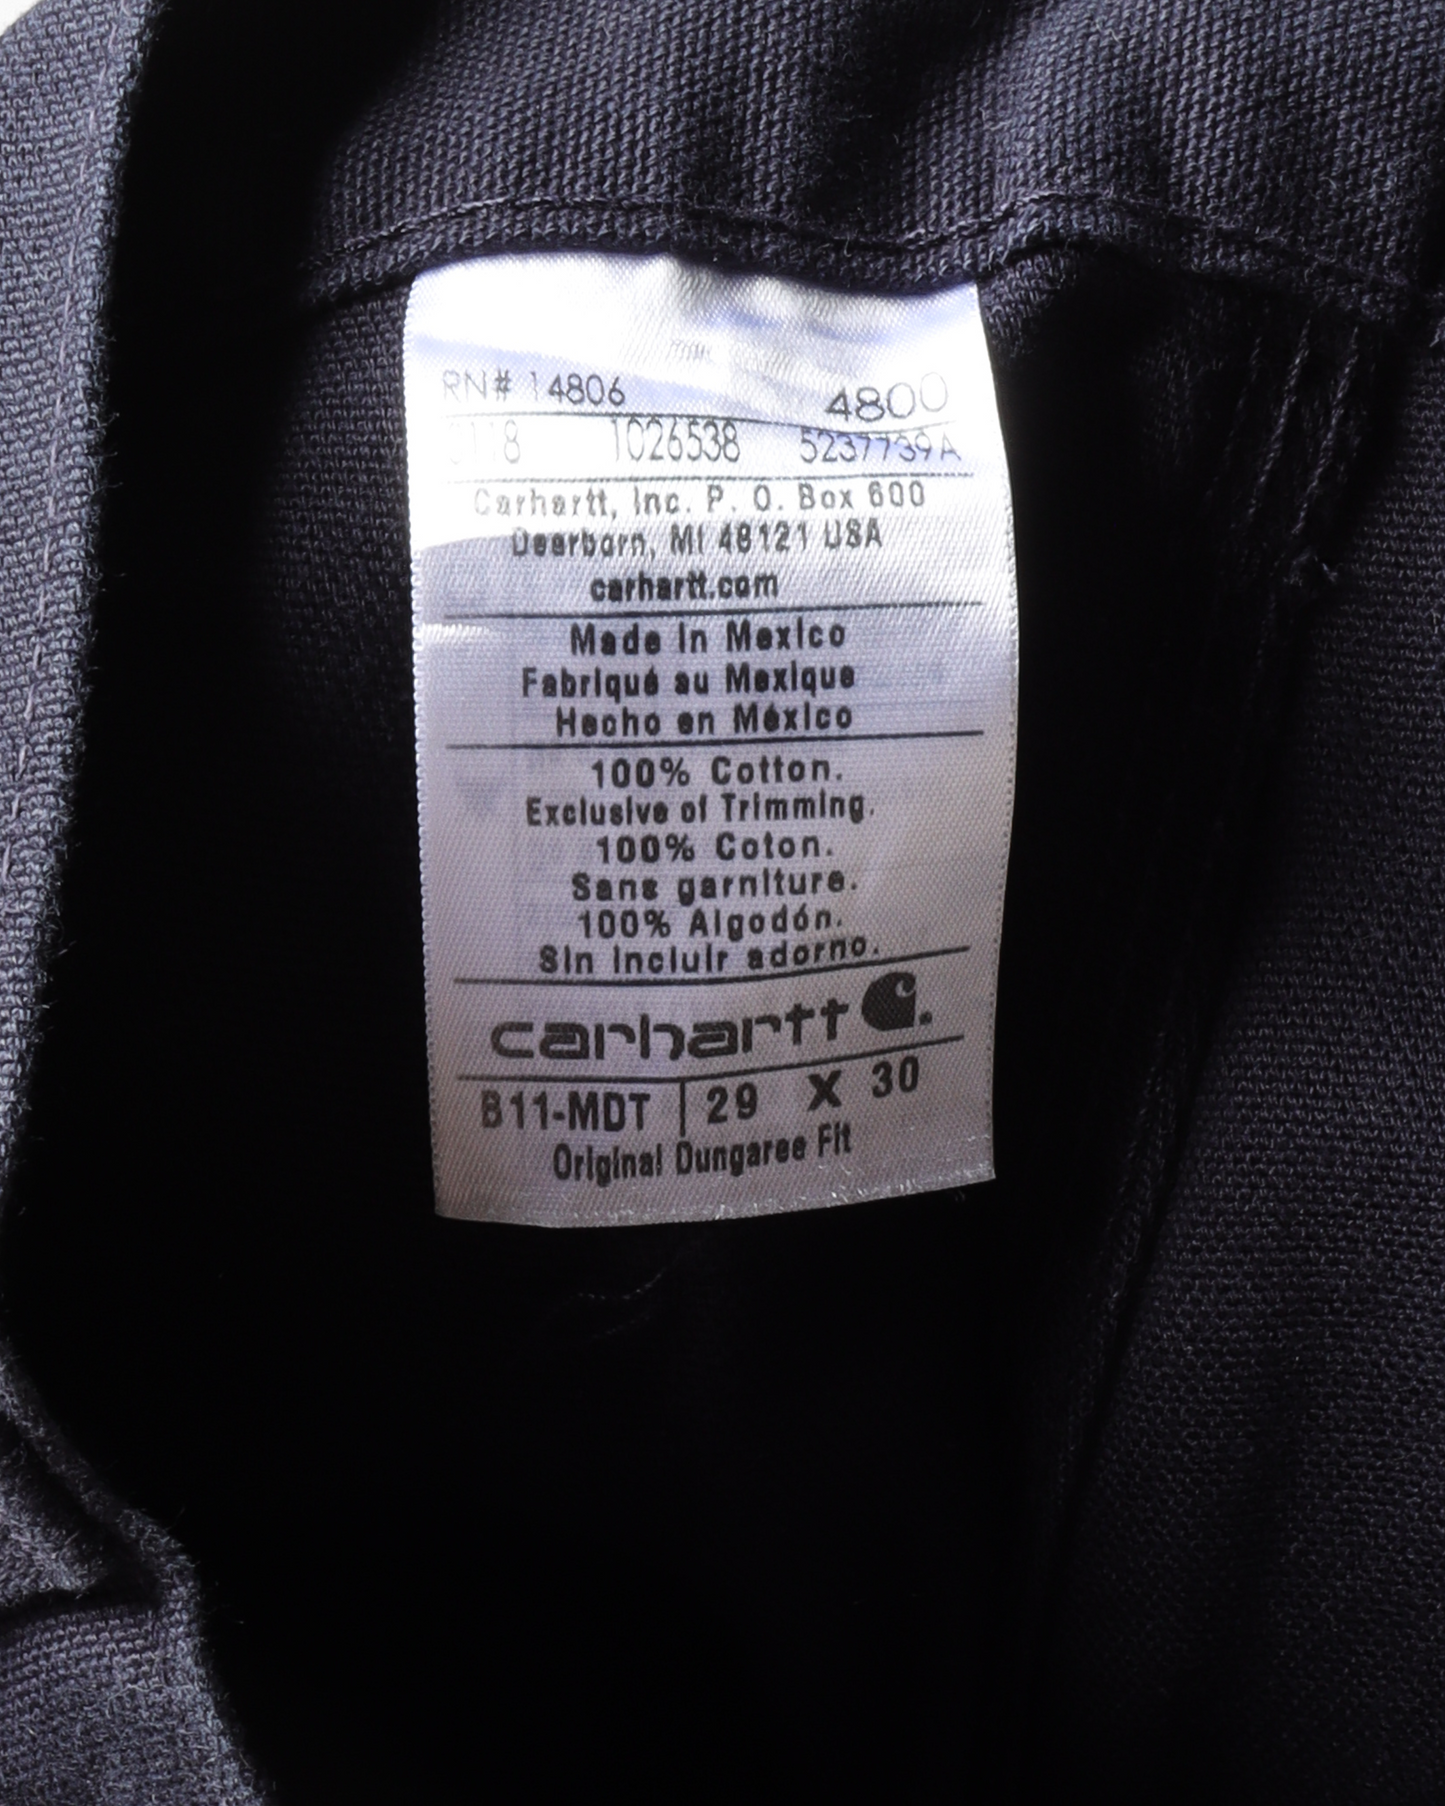 RN# 14806 4800
1026538 5237739A
Carhartt, Inc. P. O. Box 600
Dearborn, MI 48121 USA
carhartt.com
Made in Mexico
Fabriqué au Mexique
Hecho en México
100% Cotton.
Exclusive of Trimming.
100% Coton.
Sans garniture.
100% Algodón.
Sin incluir adorno.
carhartt
B11-MDT 29 X 30
Original Dungaree Fit